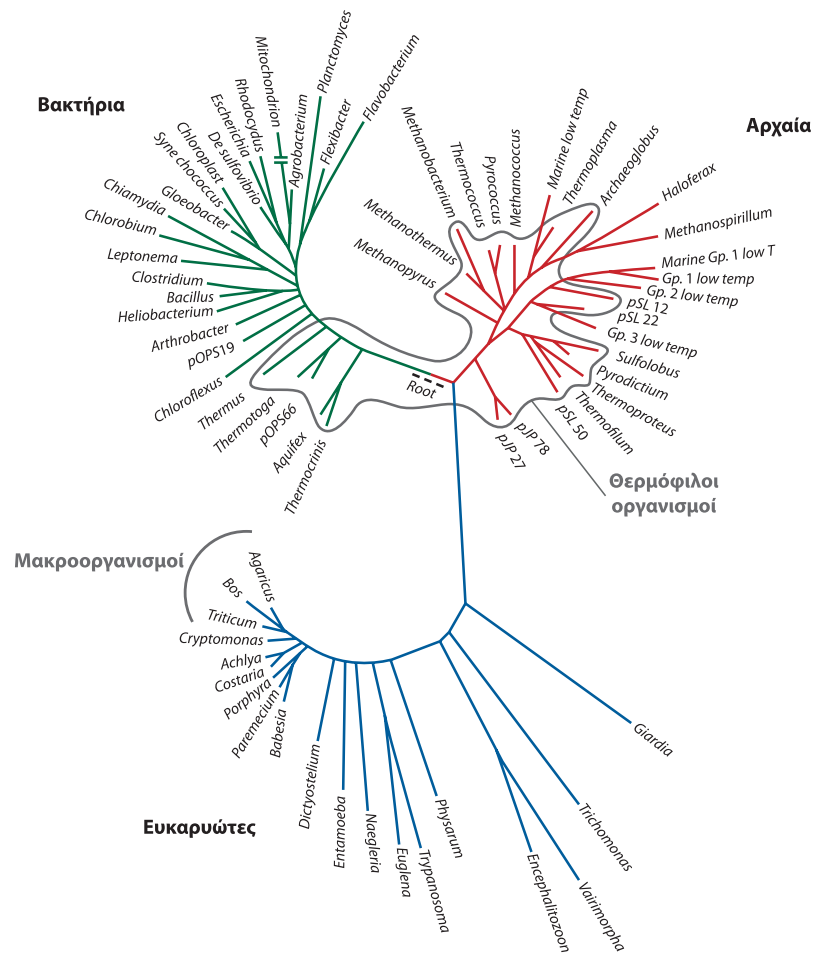 Βακτήρια
Mitochondrion
Planctomyces
Flavobacterium
Rhodocydus
Escherichia
De sulfovibrio
Agrobacterium
Flexibacter
Chloroplast
Syne chococcus
Gloeobacter
Chiamydia
Chlorobium
Leptonema
Clostridium
Bacillus
Heliobacterium
Arthrobacter
pOPS19
Chloroflexus
Thermus
Thermotoga
pOPS66
Aquifex
Thermocrinis
Root
Αρχαία
Methanobacterium
Thermococcus
Pyrococcus
Methanococcus
Marine low temp
Thermoplasma
Archaeoglobus
Haloferax
Methanospirillum
Methanothermus
Methanopyrus
Marine Gp. 1 low T
Gp. 1 low temp
Gp. 2 low temp
pSL 12
pSL 22
Gp. 3 low temp
Sulfolobus
Pyrodictium
Thermoproteus
Thermofilum
pSL 50
pJP 78
pJP 27
Θερμόφιλοι
οργανισμοί
Μακροοργανισμοί
Agaricus
Bos
Triticum
Cryptomonas
Achlya
Costaria
Porphyra
Paremecium
Babesia
Dictyostelium
Entamoeba
Naegleria
Euglena
Trypanosoma
Physarum
Encephalitozoon
Vairimorpha
Trichomonas
Giardia
Ευκαρυώτες